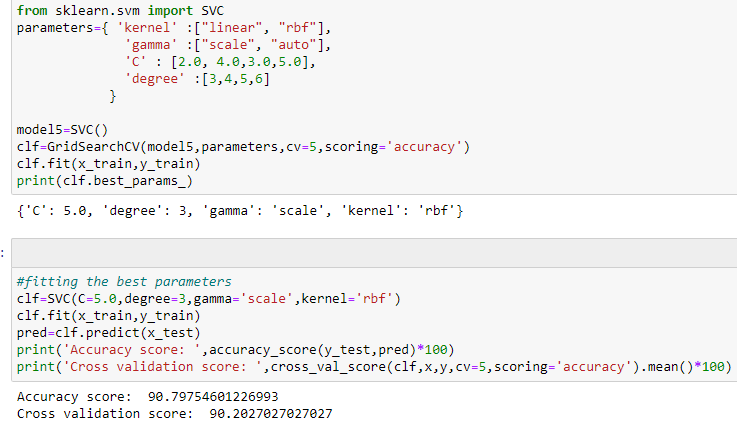 from sklearn.svm import SVC
parameters={ 'kernel' :["linear", "rbf"],
             'gamma' :["scale", "auto"],
             'C' : [2.0, 4.0,3.0,5.0],
             'degree' :[3,4,5,6]
           }
model5=SVC()
clf=GridSearchCV(model5,parameters,cv=5,scoring='accuracy')
clf.fit(x_train,y_train)
print(clf.best_params_)
{'C': 5.0, 'degree': 3, 'gamma': 'scale', 'kernel': 'rbf'}
:
#fitting the best parameters
clf=SVC(C=5.0,degree=3,gamma='scale',kernel='rbf')
clf.fit(x_train,y_train)
pred=clf.predict(x_test)
print('Accuracy score: ',accuracy_score(y_test,pred)*100)
print('Cross validation score: ',cross_val_score(clf,x,y,cv=5,scoring='accuracy').mean()*100)
Accuracy score:  90.79754601226993
Cross validation score:  90.2027027027027